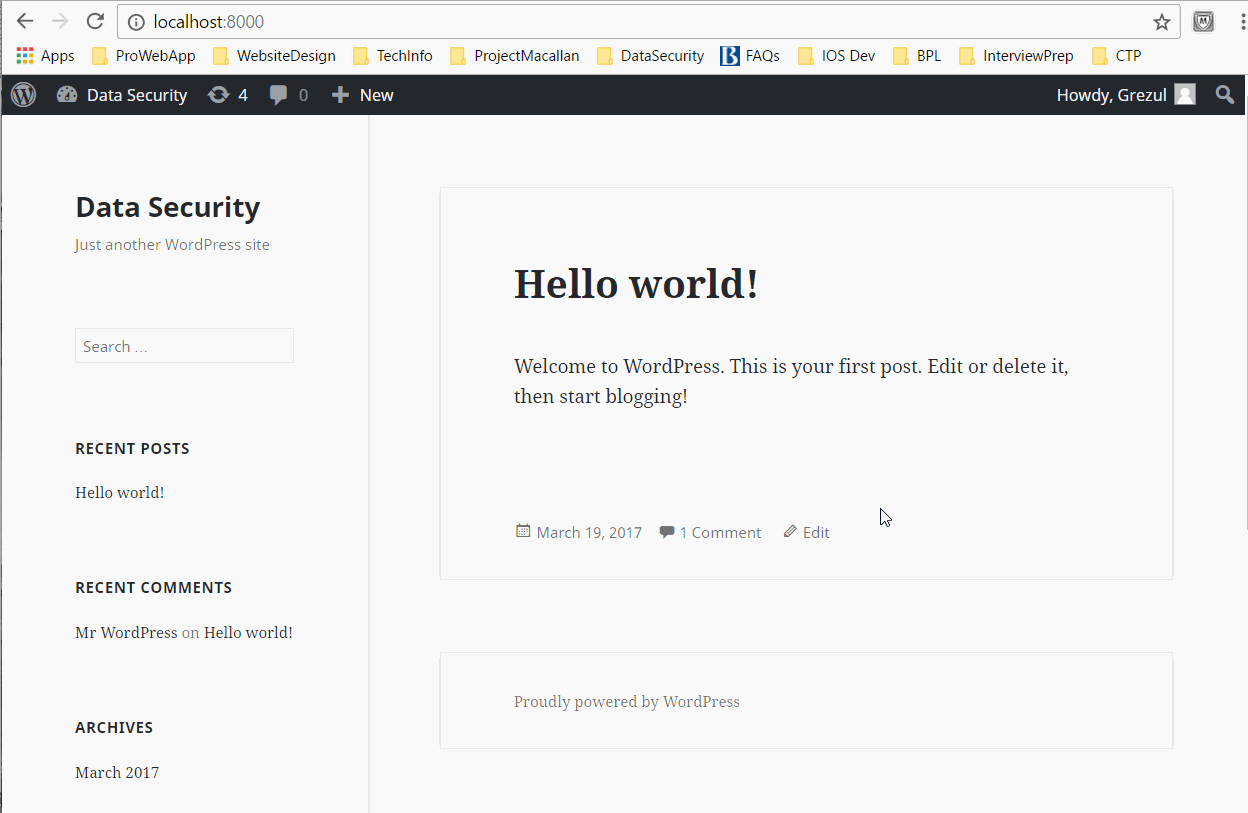 localhost:8000
Apps ProWebApp WebsiteDesign TechInfo ProjectMacallan DataSecurity B FAQs IOS Dev BPL InterviewPrep CTP
Data Security 4 0 New Howdy, Grezul
Data Security
Just another WordPress site
Search ...
RECENT POSTS
Hello world!
RECENT COMMENTS
Mr WordPress on Hello world!
ARCHIVES
March 2017
Hello world!
Welcome to WordPress. This is your first post. Edit or delete it,
then start blogging!
March 19, 2017 1 Comment Edit
Proudly powered by WordPress